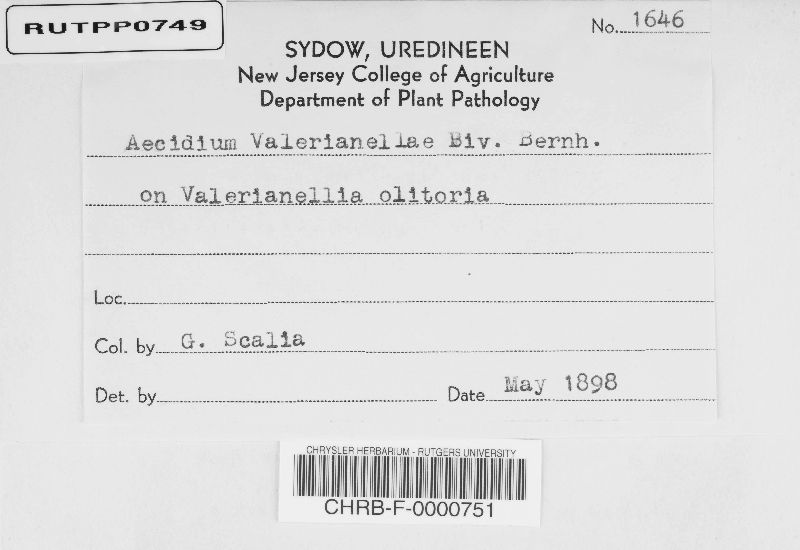 RUTPP0749
No. 1646
SYDOW, UREDINEEN
New Jersey College of Agriculture
Department of Plant Pathology
Aecidium Valerianellae Biv. Bernh.
on Valerianellia olitoria
Loc.
Col. by G. Scalia
Det. by
Date May 1898
CHRYSLER HERBARIUM - RUTGERS UNIVERSITY
CHRB-F-0000751